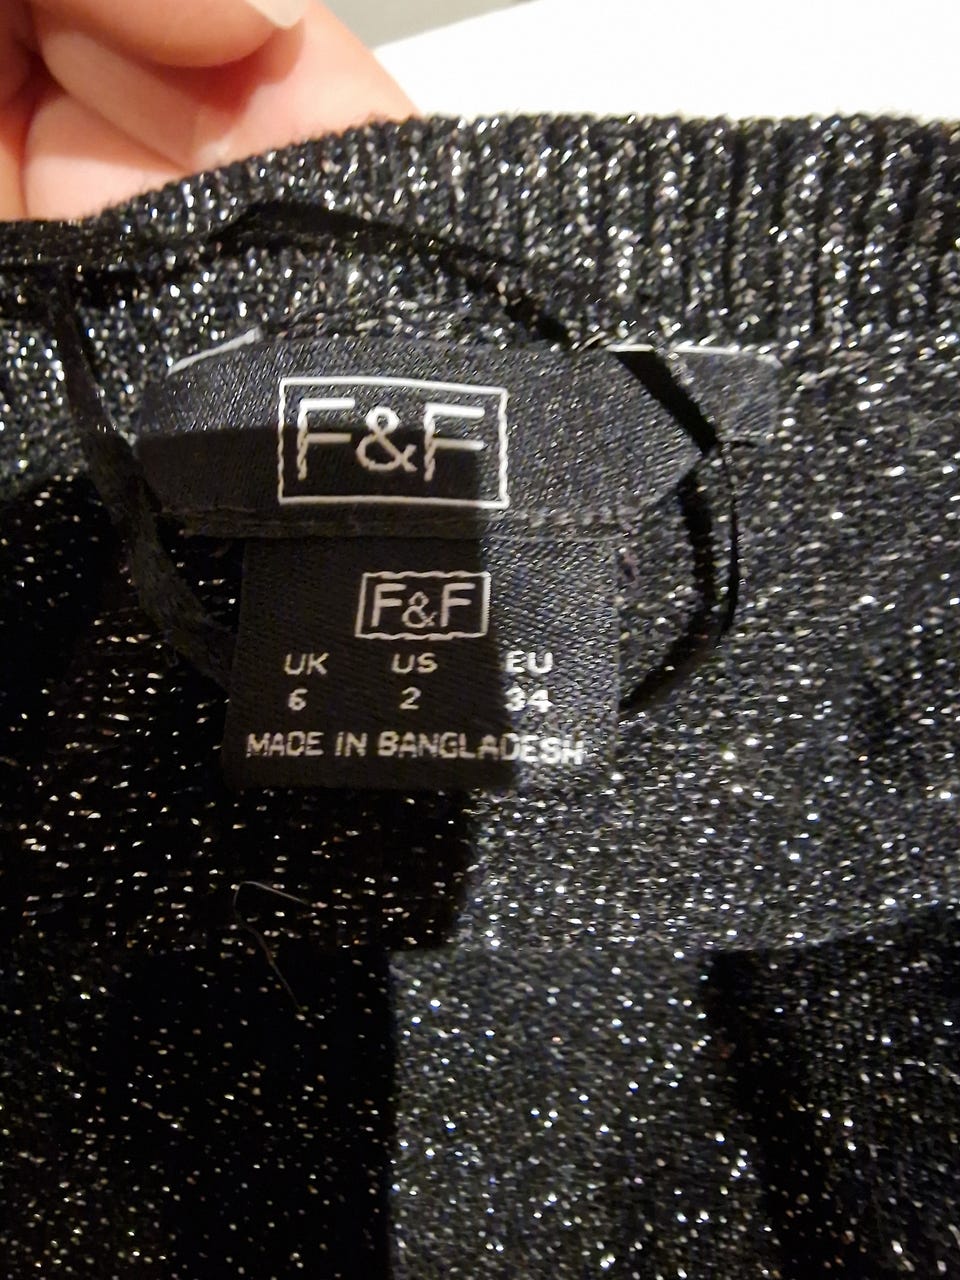 F&F
F&F
UK US EU
6 2 34
MADE IN BANGLADESH